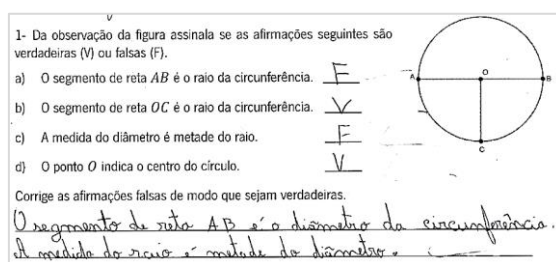 1- Da observação da figura assinala se as afirmações seguintes são
verdadeiras (V) ou falsas (F).
a) O segmento de reta AB é o raio da circunferência. F
b) O segmento de reta OC é o raio da circunferência. V
c) A medida do diâmetro é metade do raio. F
d) O ponto O indica o centro do círculo. V
A
O
B
C
Corrige as afirmações falsas de modo que sejam verdadeiras.
O segmento de reta AB é o diâmetro da circunferência.
A medida do raio é metade do diâmetro.